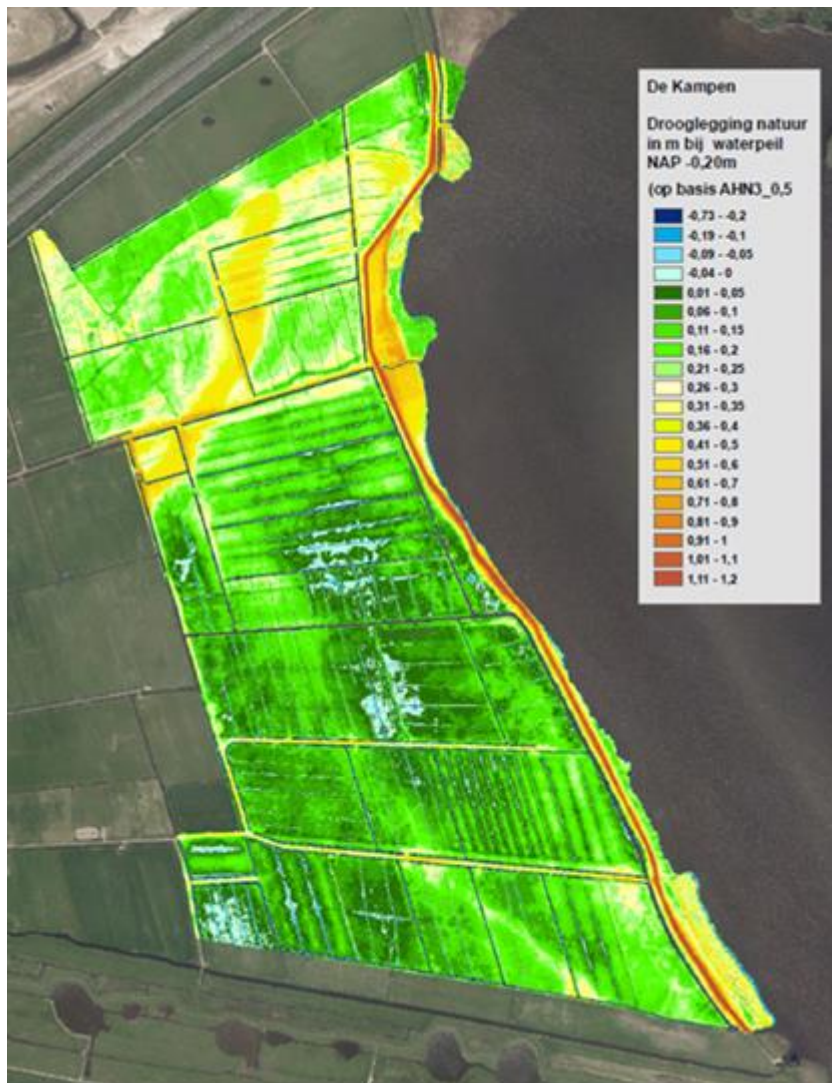 De Kampen
Drooglegging natuur
in m bij waterpeil
NAP -0,20m
(op basis AHN3_0,5
-0,73 - -0,2
-0,19 - -0,1
-0,09 - -0,05
-0,04 - 0
0,01 - 0,05
0,06 - 0,1
0,11 - 0,15
0,16 - 0,2
0,21 - 0,25
0,26 - 0,3
0,31 - 0,35
0,36 - 0,4
0,41 - 0,5
0,51 - 0,6
0,61 - 0,7
0,71 - 0,8
0,81 - 0,9
0,91 - 1
1,01 - 1,1
1,11 - 1,2